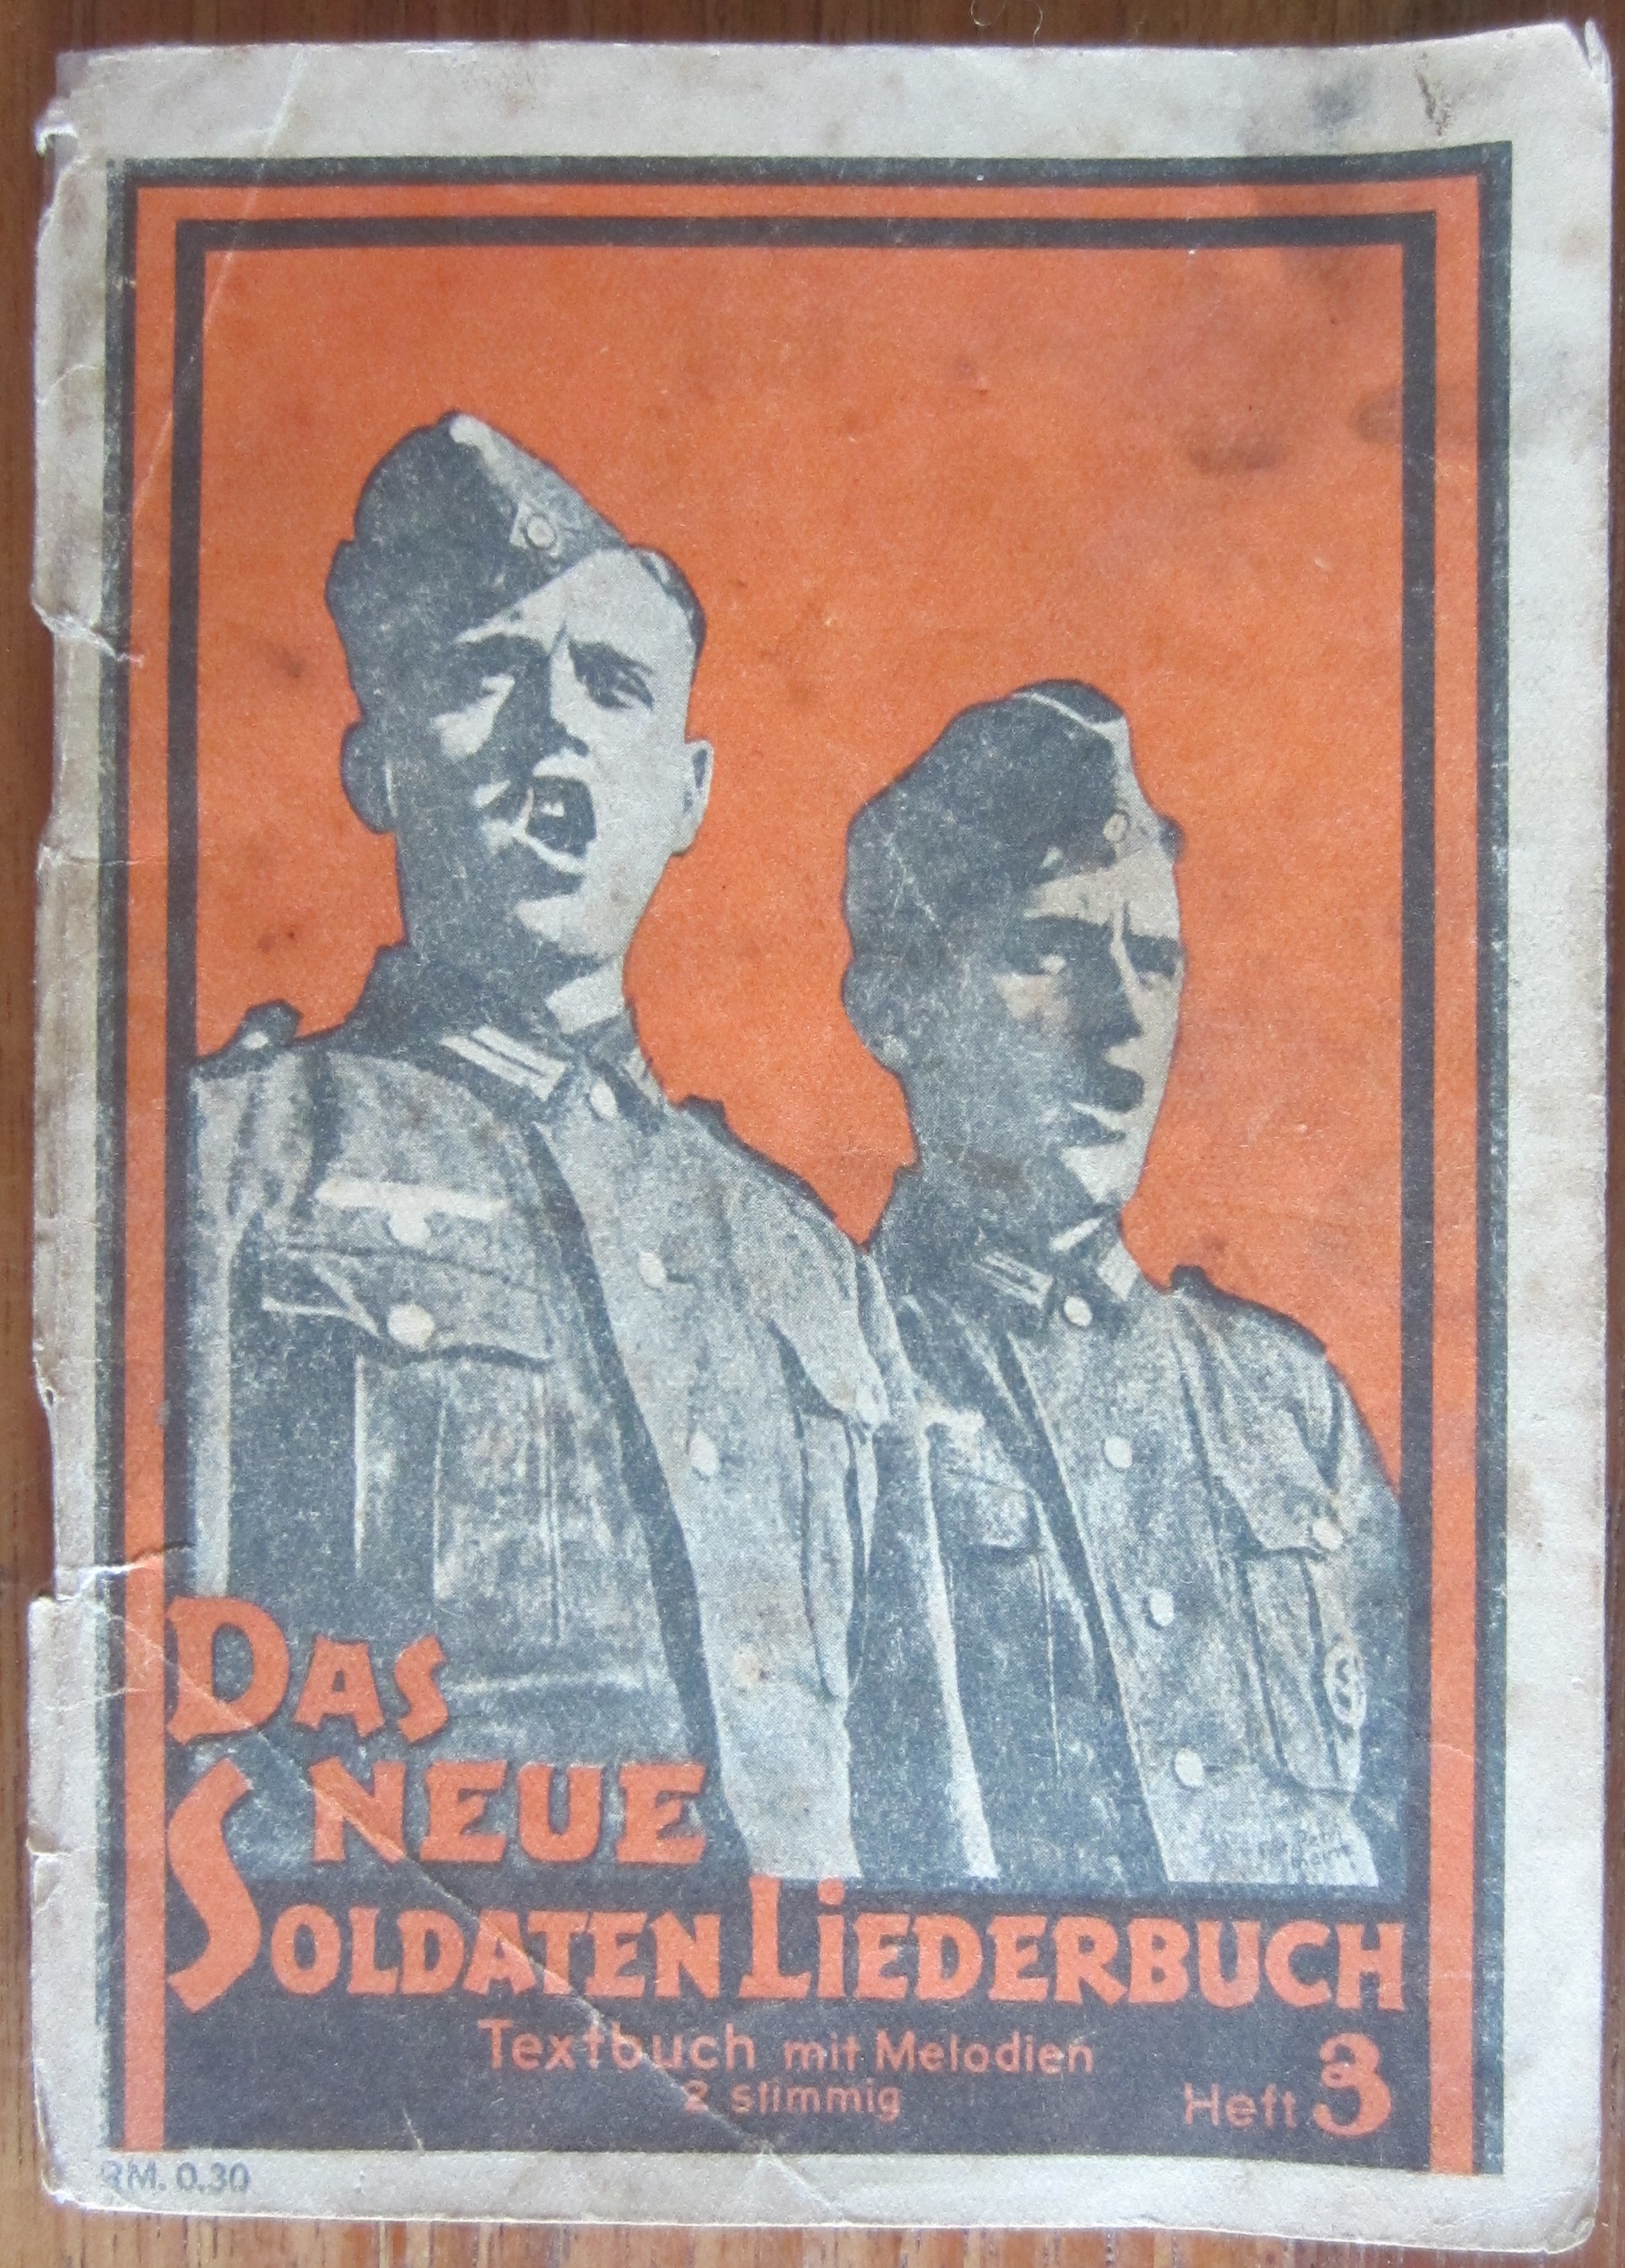 DAS
NEUE
SOLDATEN LiEDERBUCH
Textbuch mit Melodien
2 stimmig
Heft 3
RM. 0.30